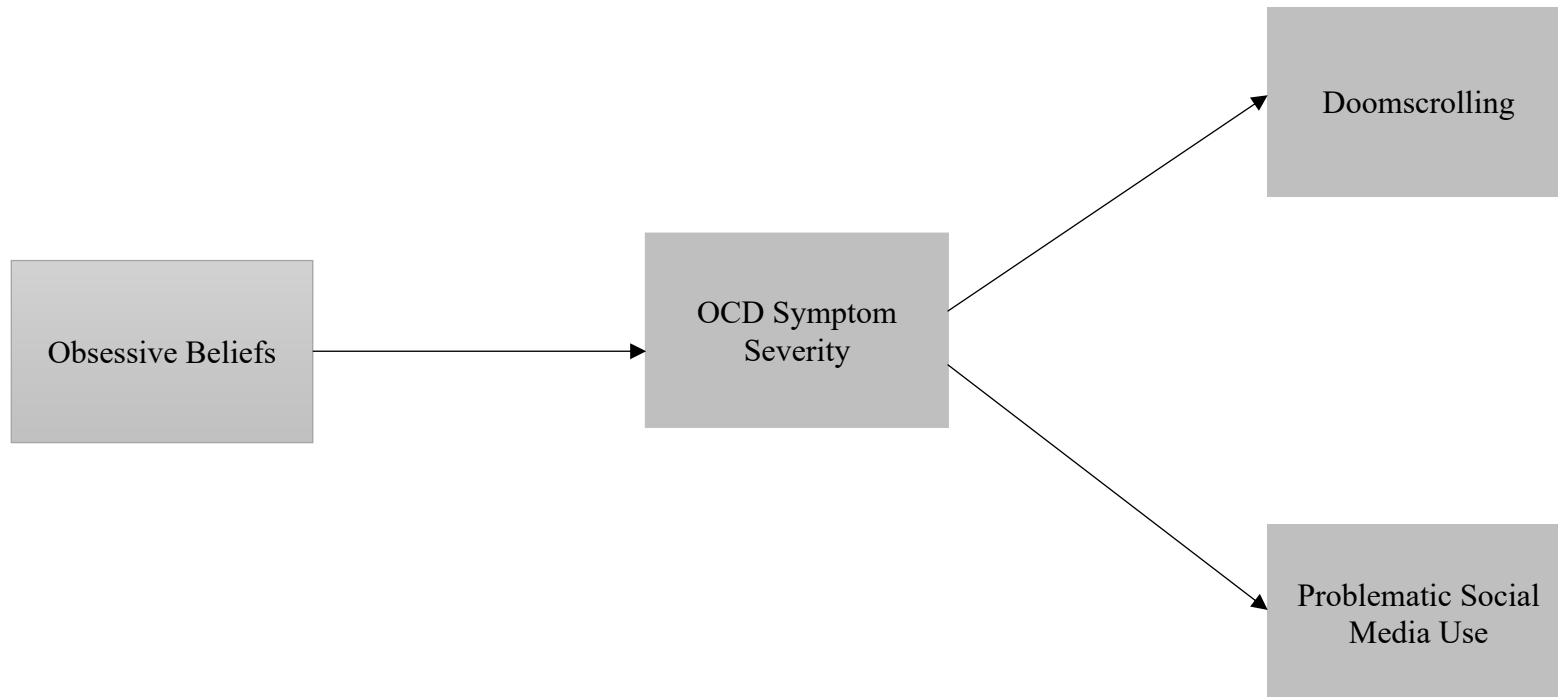 Doomscrolling
OCD Symptom
Severity
Obsessive Beliefs
Problematic Social
Media Use